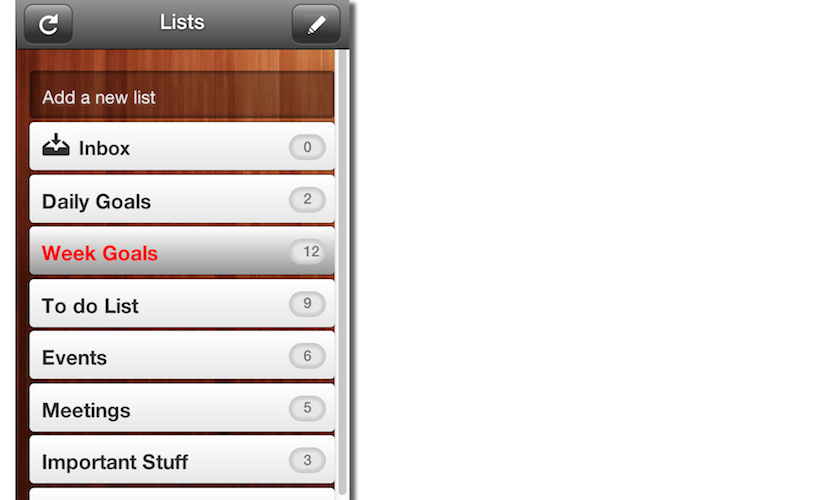 Lists
Add a new list
Inbox 0
Daily Goals 2
Week Goals 12
To do List 9
Events 6
Meetings 5
Important Stuff 3